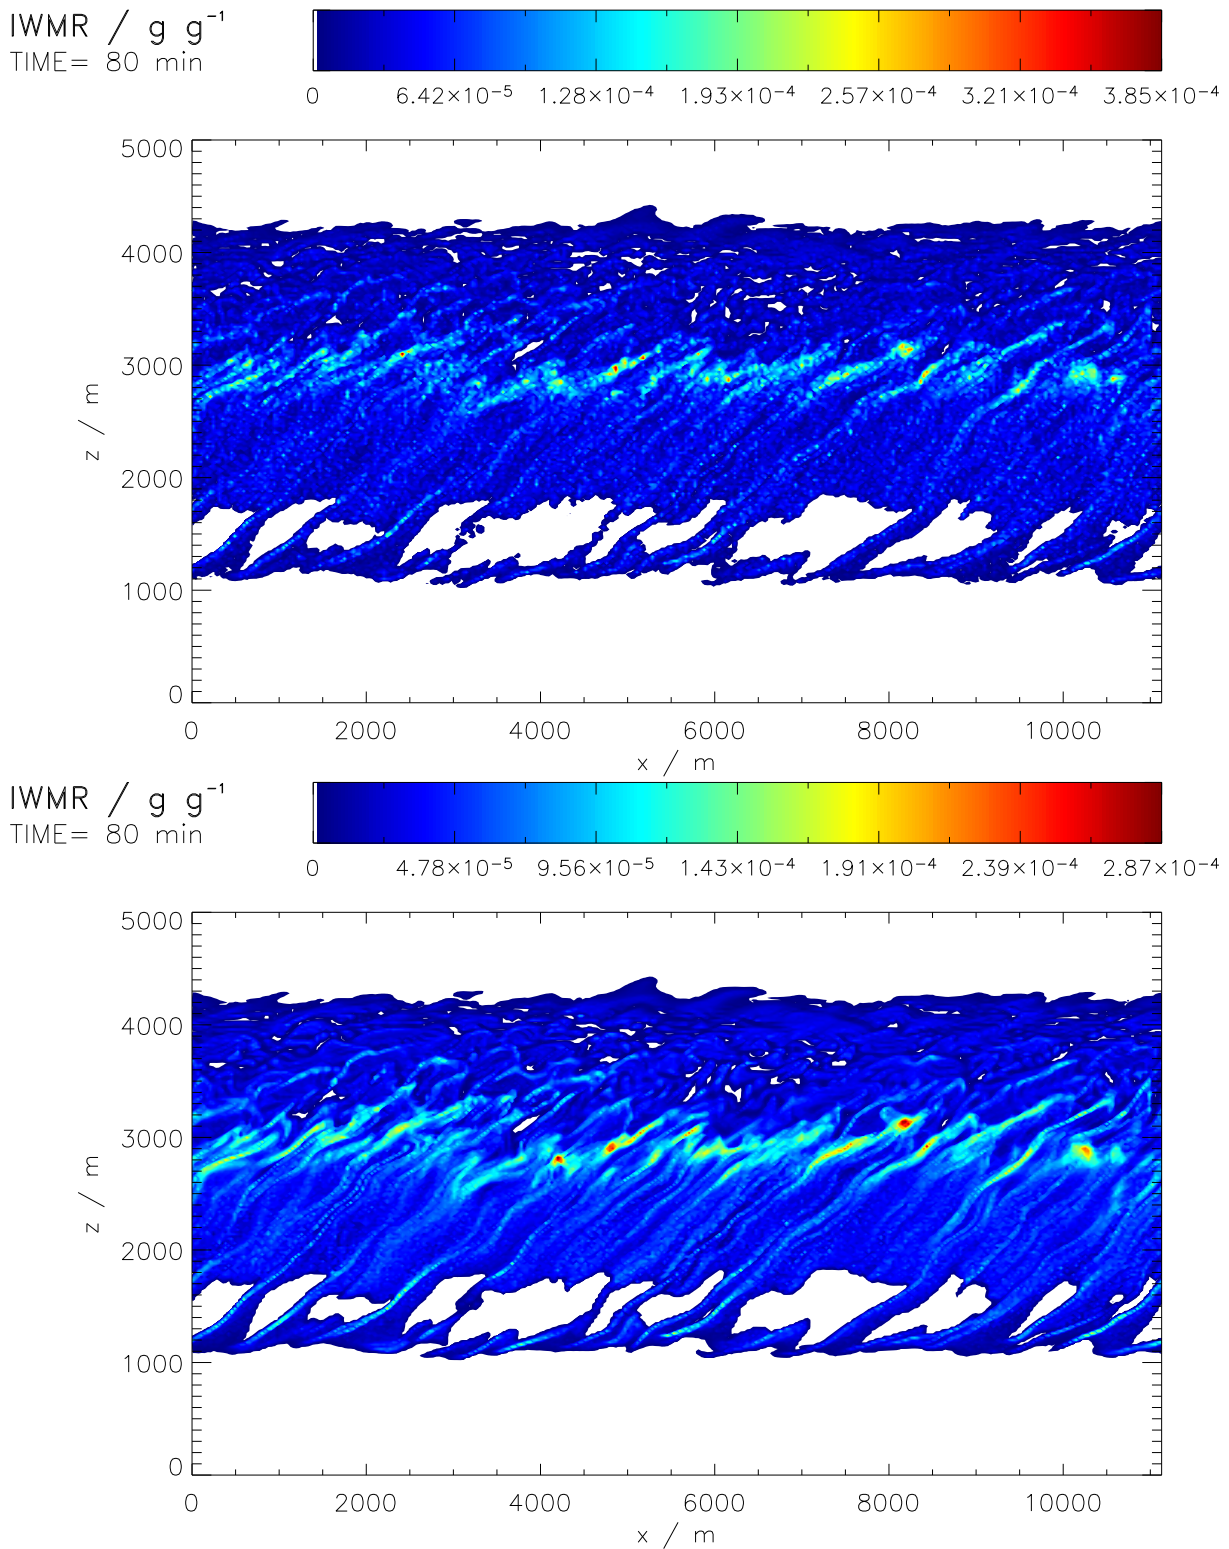 IWMR / g g⁻¹
TIME= 80 min
0 6.42×10⁻⁵ 1.28×10⁻⁴ 1.93×10⁻⁴ 2.57×10⁻⁴ 3.21×10⁻⁴ 3.85×10⁻⁴
5000
4000
3000
z / m
2000
1000
0
0 2000 4000 6000 8000 10000
x / m
IWMR / g g⁻¹
TIME= 80 min
0 4.78×10⁻⁵ 9.56×10⁻⁵ 1.43×10⁻⁴ 1.91×10⁻⁴ 2.39×10⁻⁴ 2.87×10⁻⁴
5000
4000
3000
z / m
2000
1000
0
0 2000 4000 6000 8000 10000
x / m